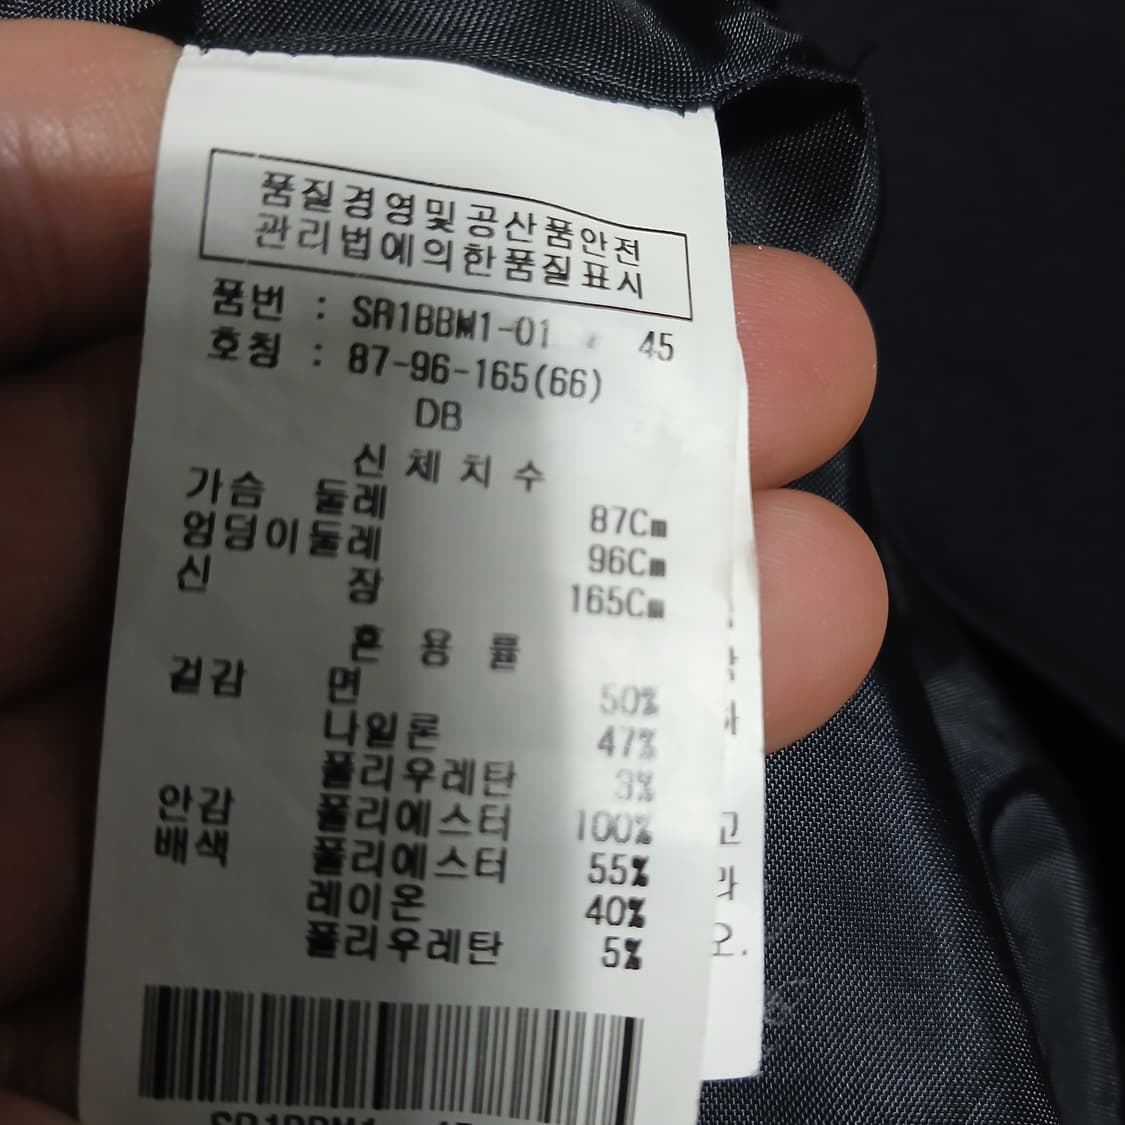 품질경영및공산품안전
관리법에의한품질표시
품번 : SR1BBM1-01 45
호칭 : 87-96-165(66)
DB
신체치수
가슴 둘레 87Cm
엉덩이둘레 96Cm
신 장 165Cm
혼용률
겉감 면 50%
나일론 47%
폴리우레탄 3%
안감 폴리에스터 100%
배색 폴리에스터 55%
레이온 40%
폴리우레탄 5%
고
라
오.